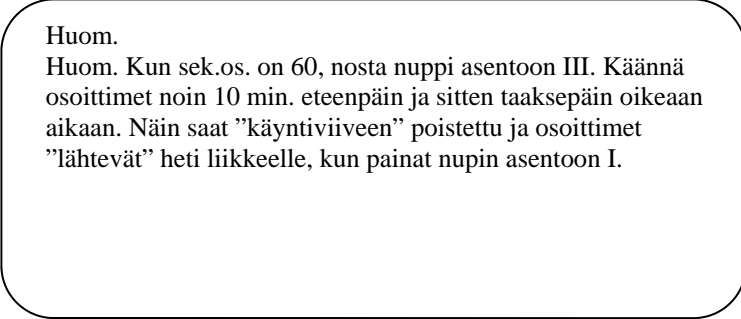 Huom.
Huom. Kun sek.os. on 60, nosta nuppi asentoon III. Käännä
osoittimet noin 10 min. eteenpäin ja sitten taaksepäin oikeaan
aikaan. Näin saat ”käyntiviiveen” poistettu ja osoittimet
”lähtevät” heti liikkeelle, kun painat nupin asentoon I.